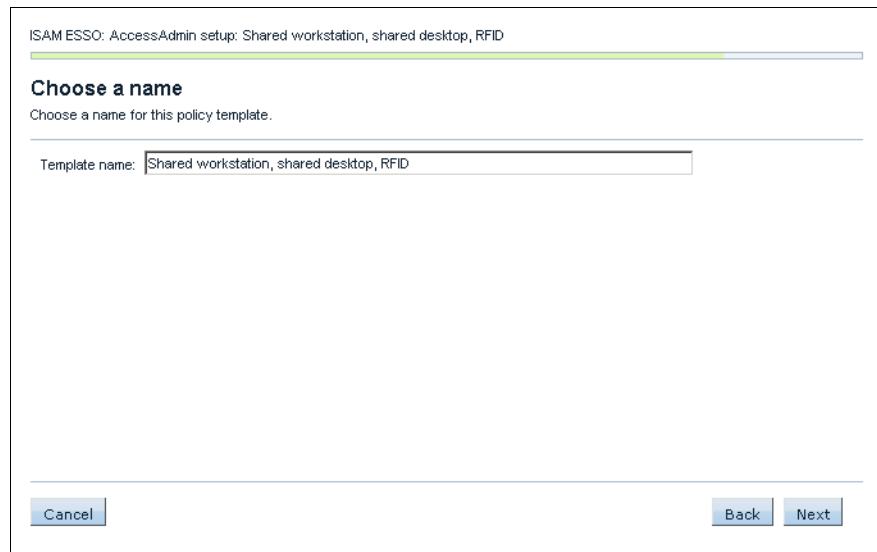 ISAM ESSO: AccessAdmin setup: Shared workstation, shared desktop, RFID
Choose a name
Choose a name for this policy template.
Template name: Shared workstation, shared desktop, RFID
Cancel Back Next